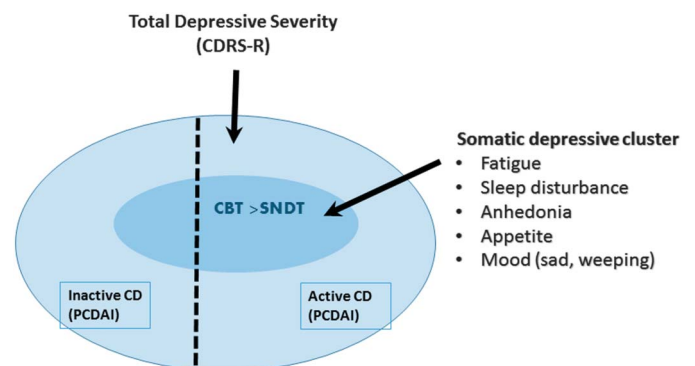 Total Depressive Severity
(CDRS-R)
Somatic depressive cluster
• Fatigue
• Sleep disturbance
• Anhedonia
• Appetite
• Mood (sad, weeping)
CBT >SNDT
Inactive CD
(PCDAI)
Active CD
(PCDAI)